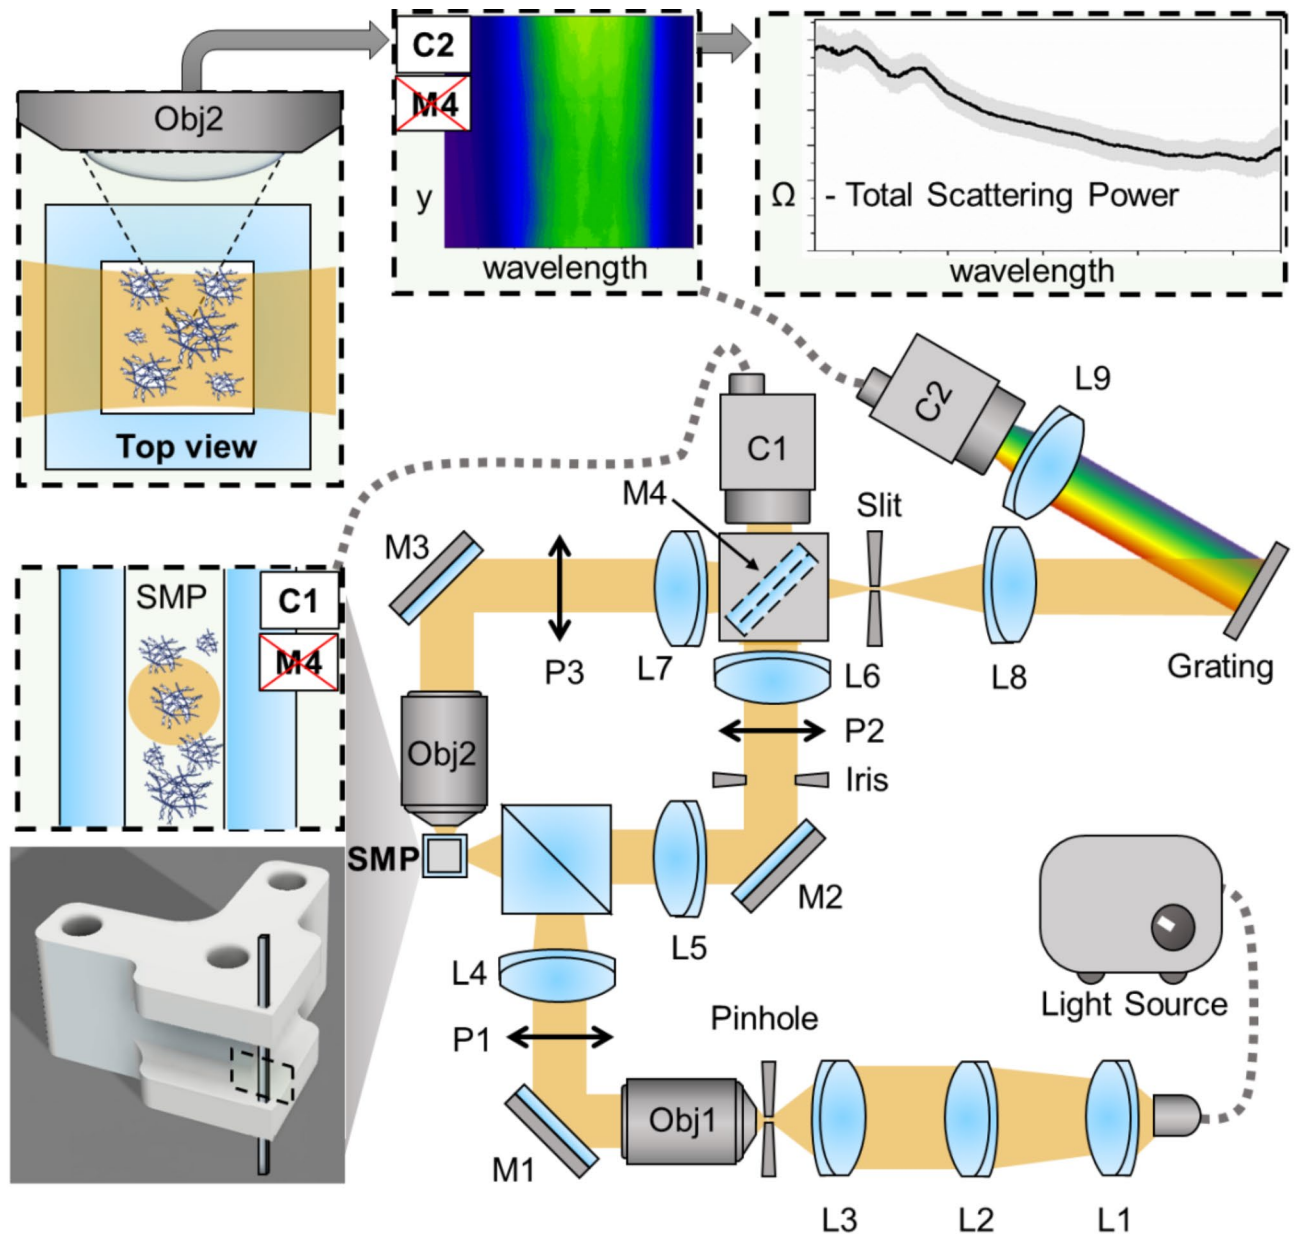 Obj2
Top view
C2
M4
y
wavelength
Ω
- Total Scattering Power
wavelength
SMP
C1
M4
C1
C2
L9
M4
Slit
M3
P3
L7
L6
L8
Grating
P2
Iris
Obj2
SMP
M2
L5
L4
P1
Pinhole
Light Source
Obj1
M1
L3
L2
L1